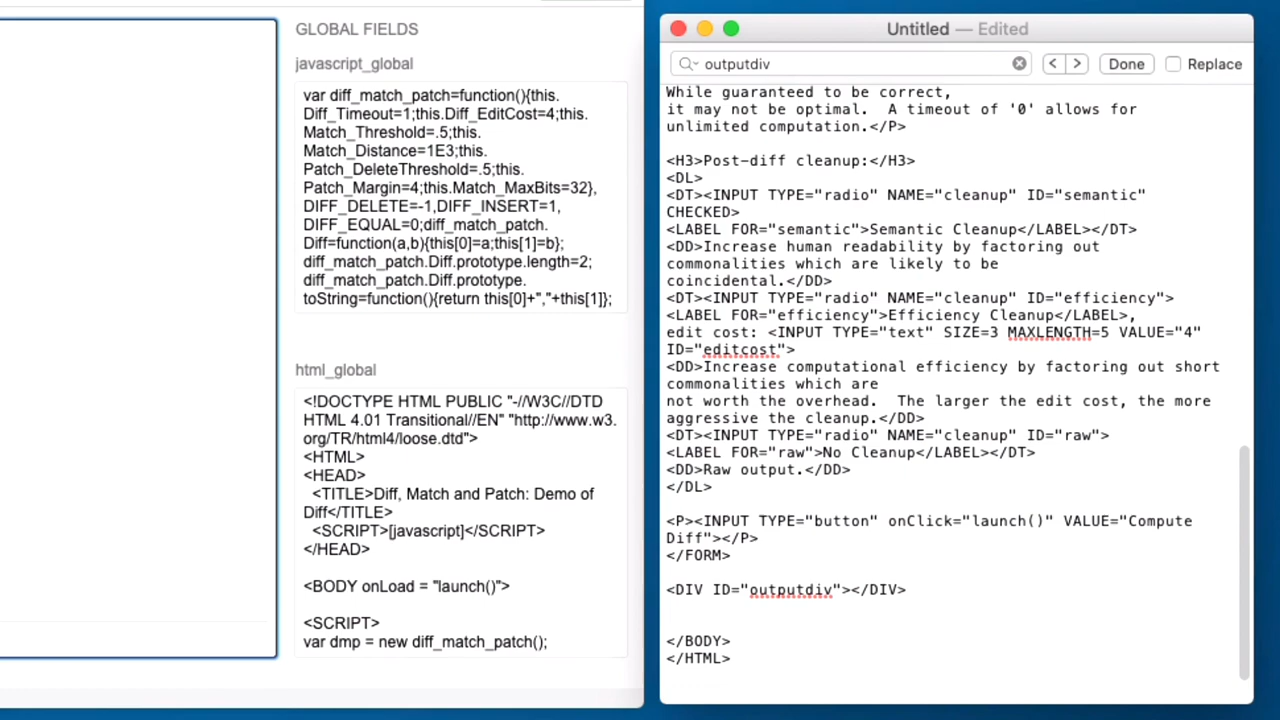 GLOBAL FIELDS
javascript_global
var diff_match_patch=function(){this.
Diff_Timeout=1;this.Diff_EditCost=4;this.
Match_Threshold=.5;this.
Match_Distance=1E3;this.
Patch_DeleteThreshold=.5;this.
Patch_Margin=4;this.Match_MaxBits=32},
DIFF_DELETE=-1,DIFF_INSERT=1,
DIFF_EQUAL=0;diff_match_patch.
Diff=function(a,b){this[0]=a;this[1]=b};
diff_match_patch.Diff.prototype.length=2;
diff_match_patch.Diff.prototype.
toString=function(){return this[0]+","+this[1]};
html_global
<!DOCTYPE HTML PUBLIC "-//W3C//DTD
HTML 4.01 Transitional//EN" "http://www.w3.
org/TR/html4/loose.dtd">
<HTML>
<HEAD>
<TITLE>Diff, Match and Patch: Demo of
Diff</TITLE>
<SCRIPT>[javascript]</SCRIPT>
</HEAD>
<BODY onLoad = "launch()">
<SCRIPT>
var dmp = new diff_match_patch();
Untitled — Edited
outputdiv
Done
Replace
While guaranteed to be correct,
it may not be optimal.  A timeout of '0' allows for
unlimited computation.</P>
<H3>Post-diff cleanup:</H3>
<DL>
<DT><INPUT TYPE="radio" NAME="cleanup" ID="semantic"
CHECKED>
<LABEL FOR="semantic">Semantic Cleanup</LABEL></DT>
<DD>Increase human readability by factoring out
commonalities which are likely to be
coincidental.</DD>
<DT><INPUT TYPE="radio" NAME="cleanup" ID="efficiency">
<LABEL FOR="efficiency">Efficiency Cleanup</LABEL>,
edit cost: <INPUT TYPE="text" SIZE=3 MAXLENGTH=5 VALUE="4"
ID="editcost">
<DD>Increase computational efficiency by factoring out short
commonalities which are
not worth the overhead.  The larger the edit cost, the more
aggressive the cleanup.</DD>
<DT><INPUT TYPE="radio" NAME="cleanup" ID="raw">
<LABEL FOR="raw">No Cleanup</LABEL></DT>
<DD>Raw output.</DD>
</DL>
<P><INPUT TYPE="button" onClick="launch()" VALUE="Compute
Diff"></P>
</FORM>
<DIV ID="outputdiv"></DIV>
</BODY>
</HTML>